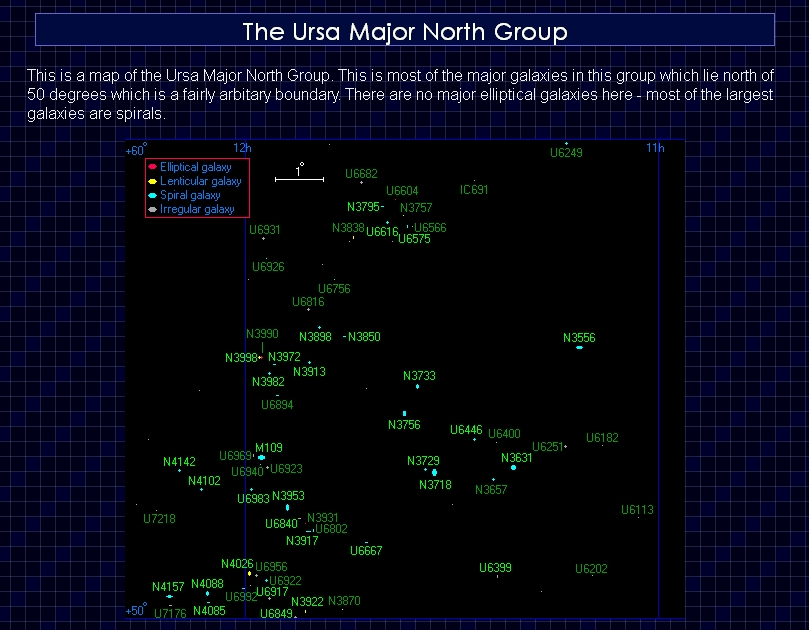 The Ursa Major North Group
This is a map of the Ursa Major North Group. This is most of the major galaxies in this group which lie north of
50 degrees which is a fairly arbitary boundary. There are no major elliptical galaxies here - most of the largest
galaxies are spirals.
+60° 12h 11h
1°
Elliptical galaxy
Lenticular galaxy
Spiral galaxy
Irregular galaxy
U6249
U6682
U6604 IC691
N3795 N3757
U6931 N3838 U6616 U6566
U6575
U6926
U6756
U6816
N3990 N3898 N3850 N3556
N3998 N3972
N3913
N3982 N3733
U6894
N3756
U6446 U6400 U6182
M109 U6251
N4142 U6969 N3729 N3631
U6940 U6923
N4102 N3718 N3657
U6983 N3953
U7218 U6840 N3931 U6113
U6802
N3917
U6667
N4026 U6956 U6399 U6202
U6922
N4157 N4088 U6992 U6917
N3922 N3870
+50° U7176 N4085 U6849